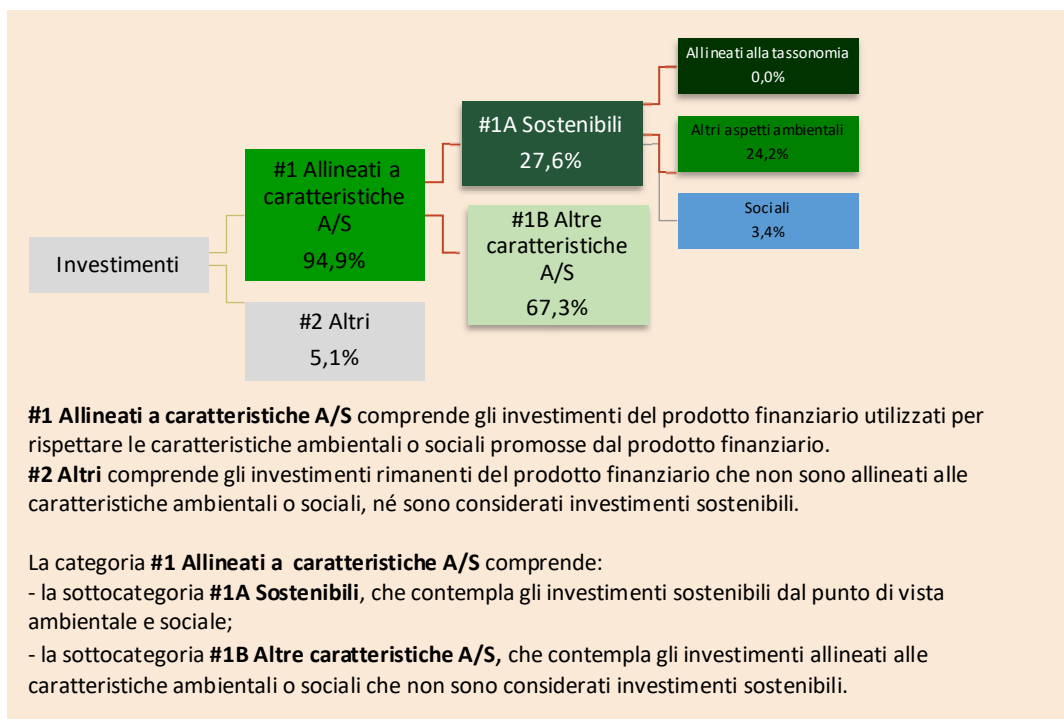 Investimenti
#1 Allineati a
caratteristiche
A/S
94,9%
#2 Altri
5,1%
#1A Sostenibili
27,6%
#1B Altre
caratteristiche
A/S
67,3%
Allineati alla tassonomia
0,0%
Altri aspetti ambientali
24,2%
Sociali
3,4%
#1 Allineati a caratteristiche A/S comprende gli investimenti del prodotto finanziario utilizzati per
rispettare le caratteristiche ambientali o sociali promosse dal prodotto finanziario.
#2 Altri comprende gli investimenti rimanenti del prodotto finanziario che non sono allineati alle
caratteristiche ambientali o sociali, né sono considerati investimenti sostenibili.
La categoria #1 Allineati a caratteristiche A/S comprende:
- la sottocategoria #1A Sostenibili, che contempla gli investimenti sostenibili dal punto di vista
ambientale e sociale;
- la sottocategoria #1B Altre caratteristiche A/S, che contempla gli investimenti allineati alle
caratteristiche ambientali o sociali che non sono considerati investimenti sostenibili.